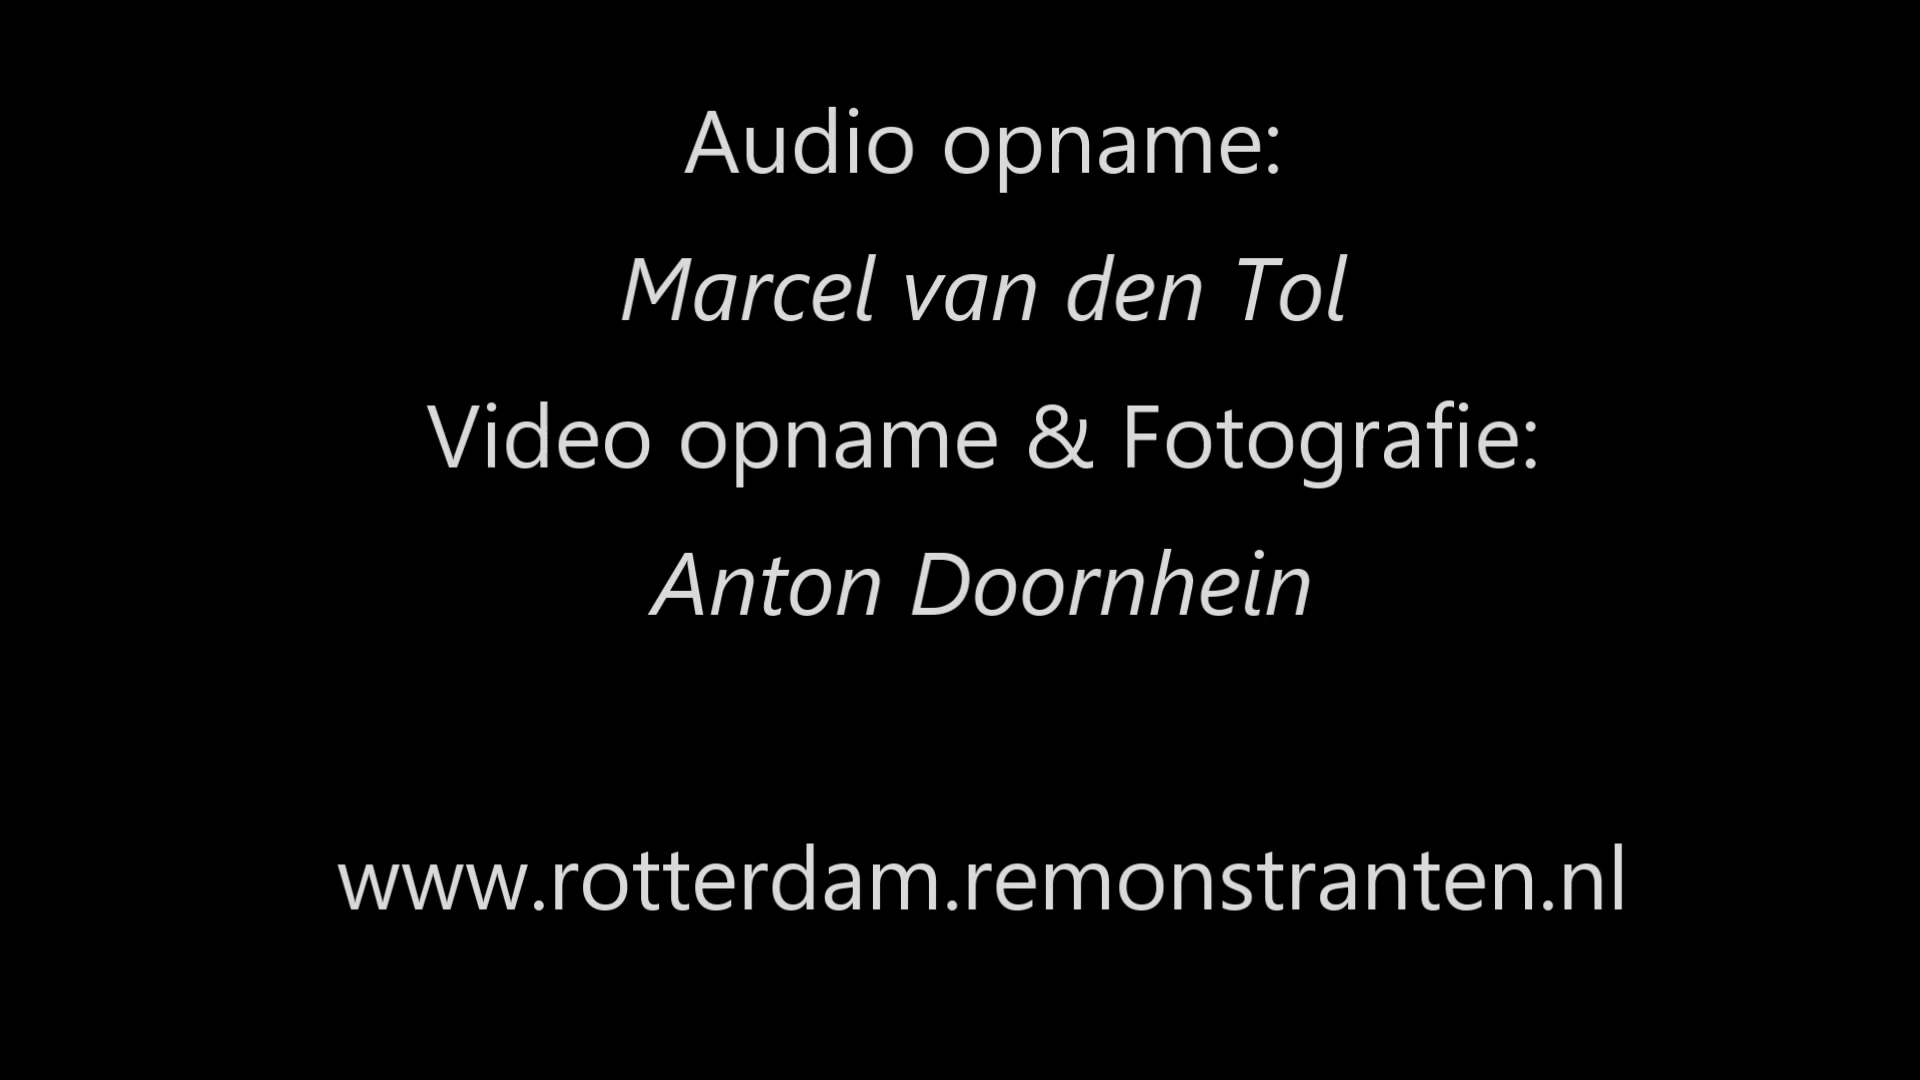 Audio opname:
Marcel van den Tol
Video opname & Fotografie:
Anton Doornhein
www.rotterdam.remonstranten.nl